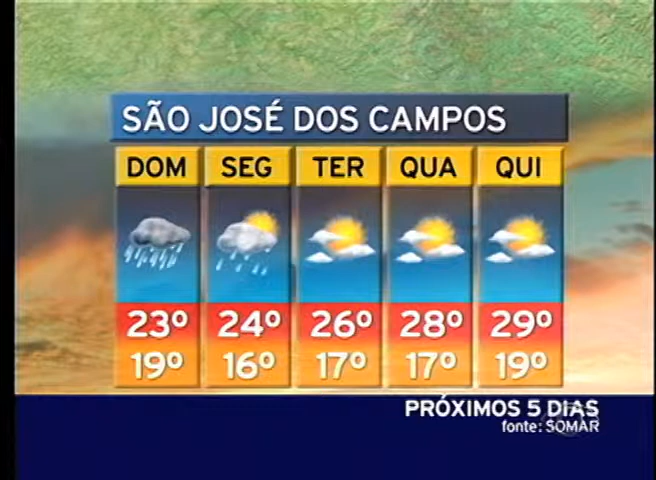 SÃO JOSÉ DOS CAMPOS
DOM SEG TER QUA QUI
23º 24º 26º 28º 29º
19º 16º 17º 17º 19º
PRÓXIMOS 5 DIAS
fonte: SOMAR